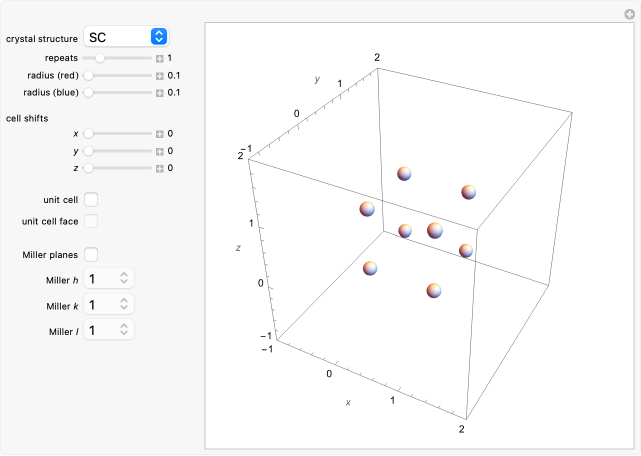 crystal structure SC
repeats 1
radius (red) 0.1
radius (blue) 0.1
cell shifts
x 0
y 0
z 0
unit cell
unit cell face
Miller planes
Miller h 1
Miller k 1
Miller l 1
2
y
1
0
−1
2
1
z
0
−1
−1
0
x
1
2